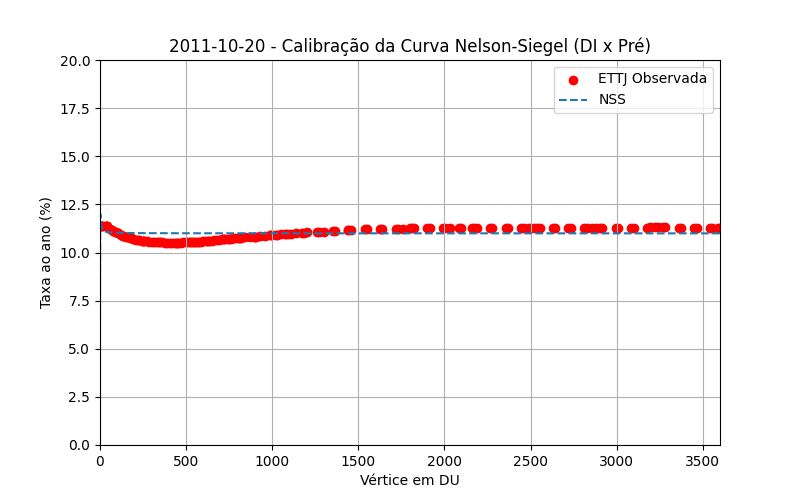 2011-10-20 - Calibração da Curva Nelson-Siegel (DI x Pré)
20.0
17.5
15.0
12.5
10.0
7.5
5.0
2.5
0.0
Taxa ao ano (%)
ETTJ Observada
NSS
0 500 1000 1500 2000 2500 3000 3500
Vértice em DU